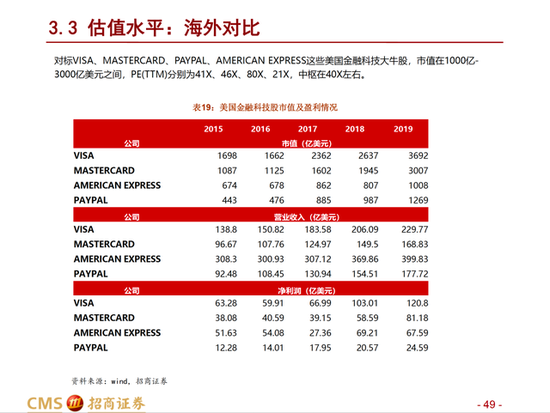 3.3 估值水平：海外对比
对标VISA、MASTERCARD、PAYPAL、AMERICAN EXPRESS这些美国金融科技大牛股，市值在1000亿-
3000亿美元之间，PE(TTM)分别为41X、46X、80X、21X，中枢在40X左右。
表19：美国金融科技股市值及盈利情况
2015 2016 2017 2018 2019
公司 市值（亿美元）
VISA 1698 1662 2362 2637 3692
MASTERCARD 1087 1125 1602 1945 3007
AMERICAN EXPRESS 674 678 862 807 1008
PAYPAL 443 476 885 987 1269
公司 营业收入（亿美元）
VISA 138.8 150.82 183.58 206.09 229.77
MASTERCARD 96.67 107.76 124.97 149.5 168.83
AMERICAN EXPRESS 308.3 300.93 307.12 369.86 399.83
PAYPAL 92.48 108.45 130.94 154.51 177.72
公司 净利润（亿美元）
VISA 63.28 59.91 66.99 103.01 120.8
MASTERCARD 38.08 40.59 39.15 58.59 81.18
AMERICAN EXPRESS 51.63 54.08 27.36 69.21 67.59
PAYPAL 12.28 14.01 17.95 20.57 24.59
资料来源：wind，招商证券
CMS 招商证券
- 49 -